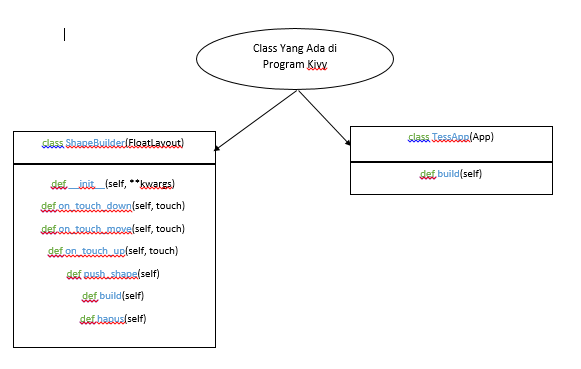 Class Yang Ada di
Program Kivy
class ShapeBuilder(FloatLayout)
def __init__(self, **kwargs)
def on_touch_down(self, touch)
def on_touch_move(self, touch)
def on_touch_up(self, touch)
def push_shape(self)
def build(self)
def hapus(self)
class TessApp(App)
def build(self)